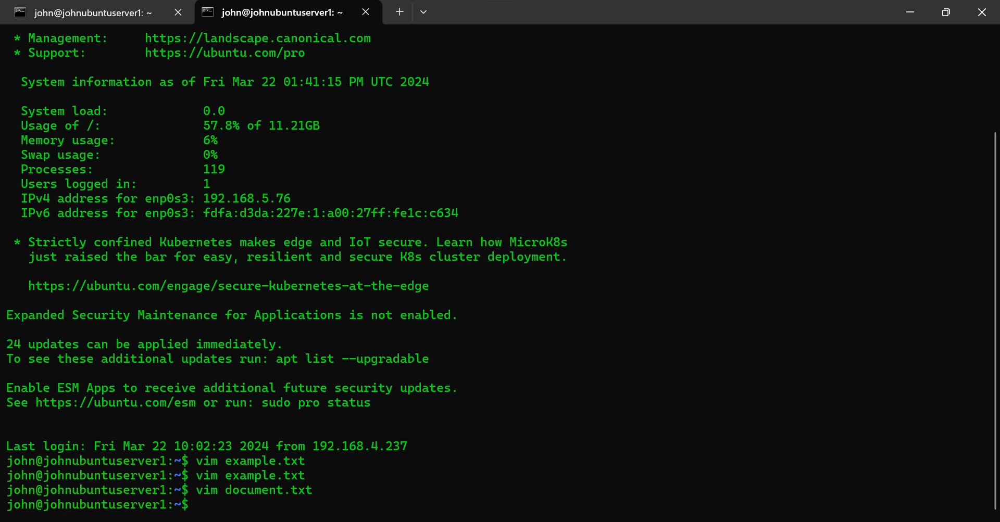 john@johnubuntuserver1: ~
john@johnubuntuserver1: ~
* Management:     https://landscape.canonical.com
* Support:        https://ubuntu.com/pro
System information as of Fri Mar 22 01:41:15 PM UTC 2024
System load:             0.0
Usage of /:              57.8% of 11.21GB
Memory usage:            6%
Swap usage:              0%
Processes:               119
Users logged in:         1
IPv4 address for enp0s3: 192.168.5.76
IPv6 address for enp0s3: fdfa:d3da:227e:1:a00:27ff:fe1c:c634
* Strictly confined Kubernetes makes edge and IoT secure. Learn how MicroK8s
just raised the bar for easy, resilient and secure K8s cluster deployment.
https://ubuntu.com/engage/secure-kubernetes-at-the-edge
Expanded Security Maintenance for Applications is not enabled.
24 updates can be applied immediately.
To see these additional updates run: apt list --upgradable
Enable ESM Apps to receive additional future security updates.
See https://ubuntu.com/esm or run: sudo pro status
Last login: Fri Mar 22 10:02:23 2024 from 192.168.4.237
john@johnubuntuserver1:~$ vim example.txt
john@johnubuntuserver1:~$ vim example.txt
john@johnubuntuserver1:~$ vim document.txt
john@johnubuntuserver1:~$